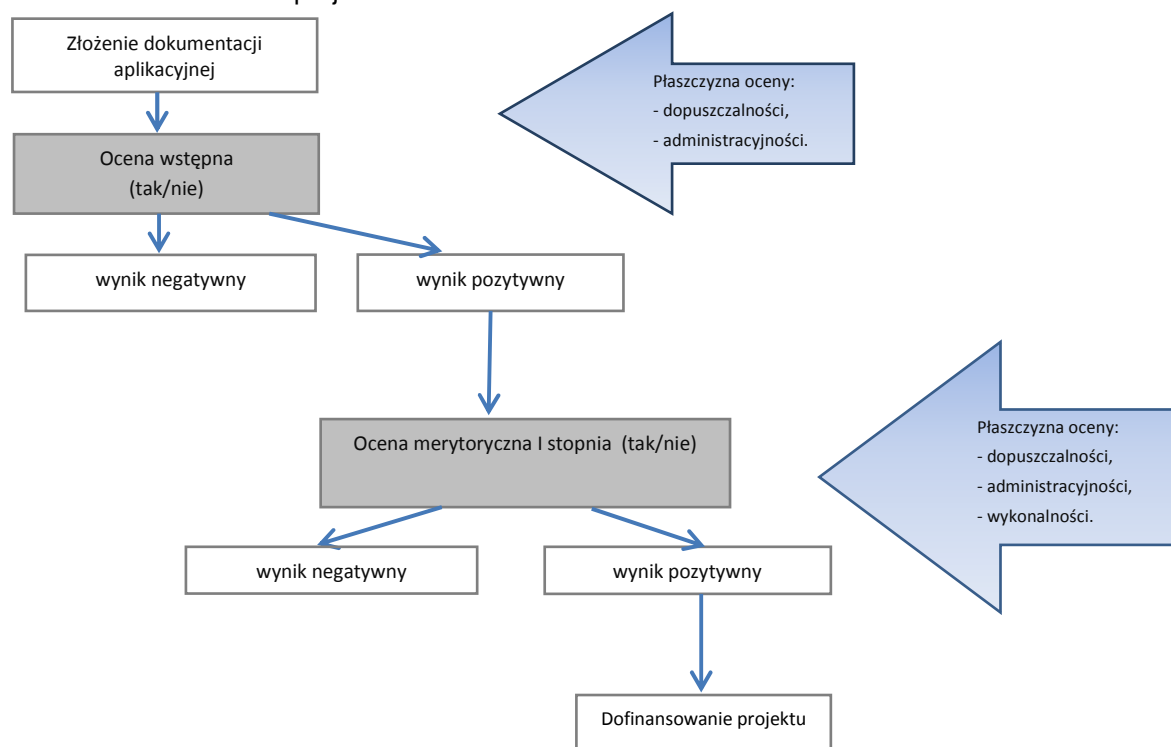 Złożenie dokumentacji
aplikacyjnej
Płaszczyzna oceny:
- dopuszczalności,
- administracyjności.
Ocena wstępna
(tak/nie)
wynik negatywny
wynik pozytywny
Ocena merytoryczna I stopnia (tak/nie)
Płaszczyzna oceny:
- dopuszczalności,
- administracyjności,
- wykonalności.
wynik negatywny
wynik pozytywny
Dofinansowanie projektu